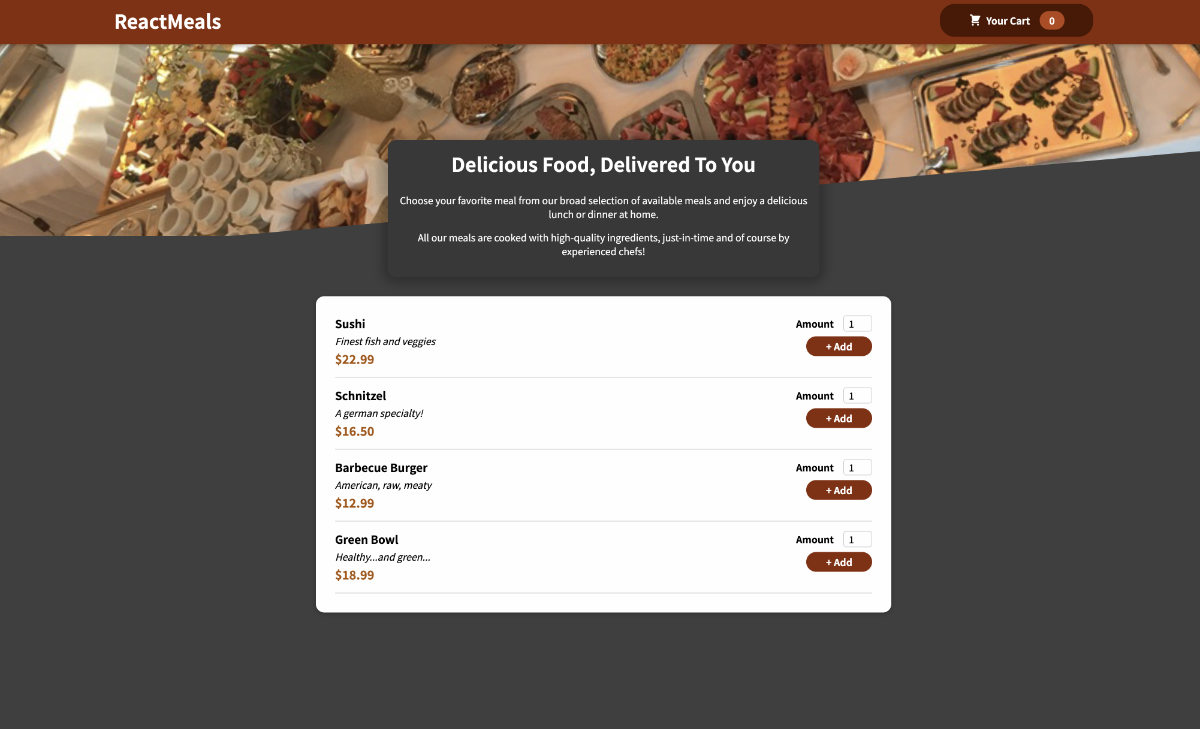 ReactMeals
Your Cart 0
Delicious Food, Delivered To You
Choose your favorite meal from our broad selection of available meals and enjoy a delicious
lunch or dinner at home.
All our meals are cooked with high-quality ingredients, just-in-time and of course by
experienced chefs!
Sushi
Finest fish and veggies
$22.99
Amount 1
+ Add
Schnitzel
A german specialty!
$16.50
Amount 1
+ Add
Barbecue Burger
American, raw, meaty
$12.99
Amount 1
+ Add
Green Bowl
Healthy...and green...
$18.99
Amount 1
+ Add